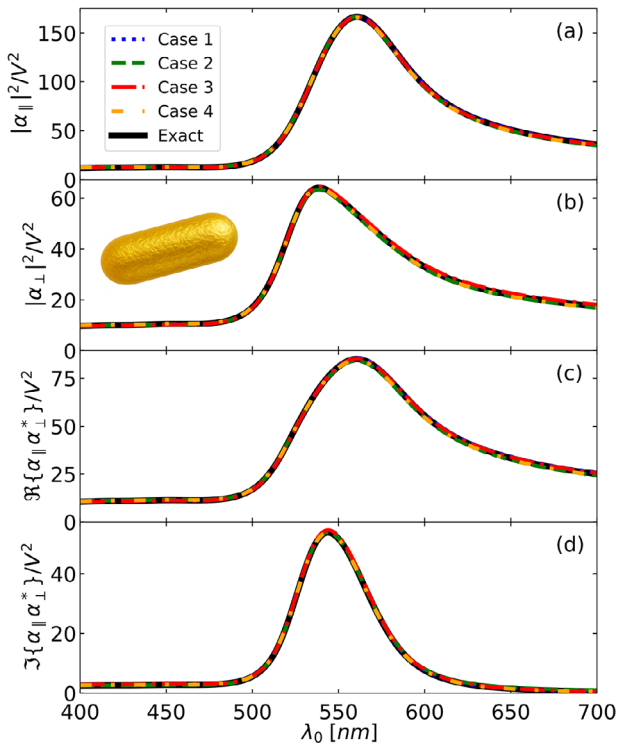 (a)
|α∥|²/V²
150
100
50
0
Case 1
Case 2
Case 3
Case 4
Exact
(b)
|α⊥|²/V²
60
40
20
0
(c)
ℜ{α∥α⊥*}/V²
75
50
25
0
(d)
ℑ{α∥α⊥*}/V²
40
20
0
400 450 500 550 600 650 700
λ₀ [nm]